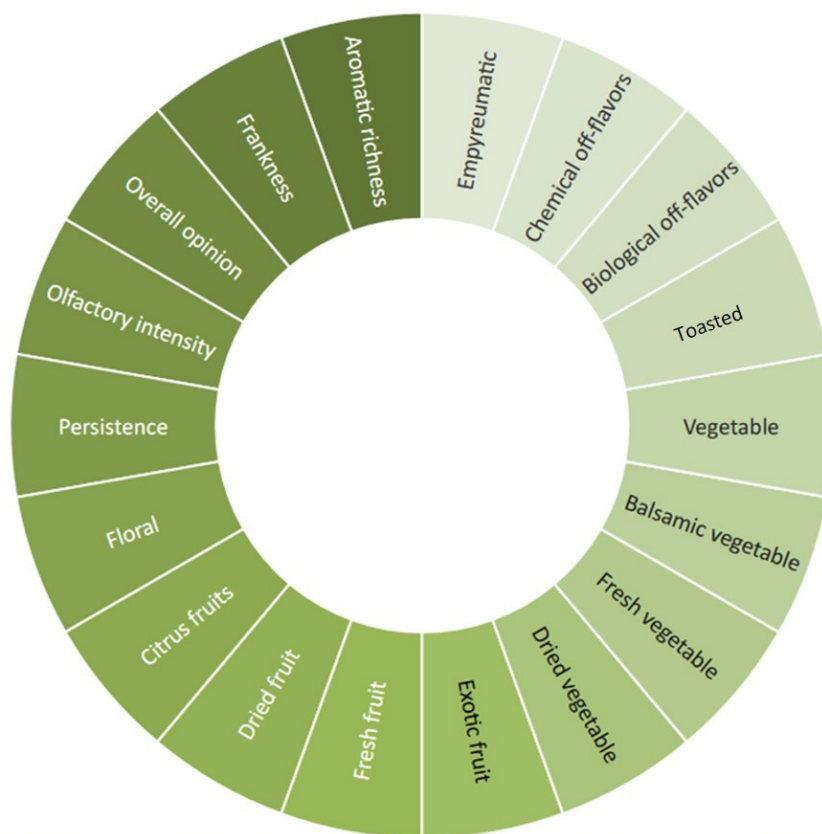 Empyreumatic
Chemical off-flavors
Biological off-flavors
Toasted
Vegetable
Balsamic vegetable
Fresh vegetable
Dried vegetable
Exotic fruit
Fresh fruit
Dried fruit
Citrus fruits
Floral
Persistence
Olfactory intensity
Overall opinion
Frankness
Aromatic richness